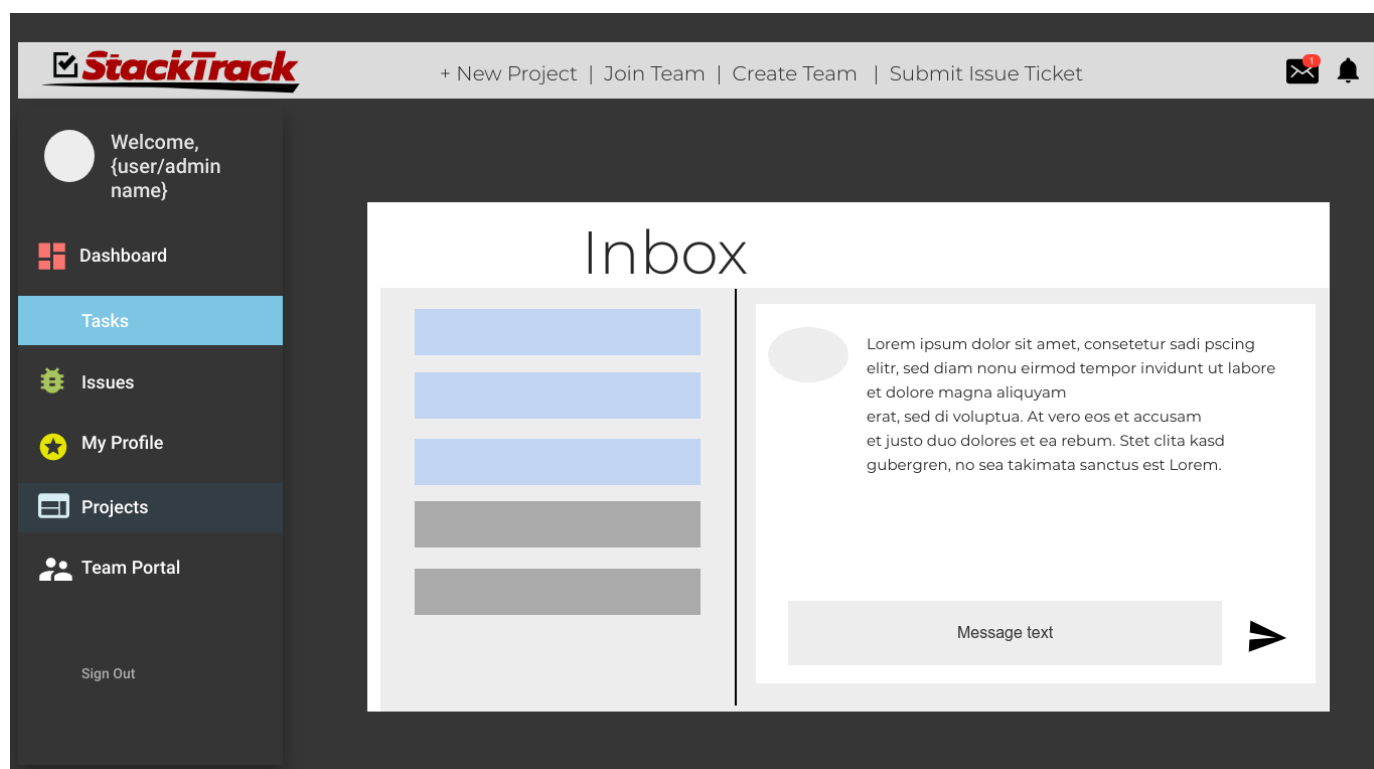 StackTrack
+ New Project | Join Team | Create Team | Submit Issue Ticket
1
Welcome,
{user/admin
name}
Dashboard
Tasks
Issues
My Profile
Projects
Team Portal
Sign Out
Inbox
Lorem ipsum dolor sit amet, consetetur sadi pscing
elitr, sed diam nonu eirmod tempor invidunt ut labore
et dolore magna aliquyam
erat, sed di voluptua. At vero eos et accusam
et justo duo dolores et ea rebum. Stet clita kasd
gubergren, no sea takimata sanctus est Lorem.
Message text